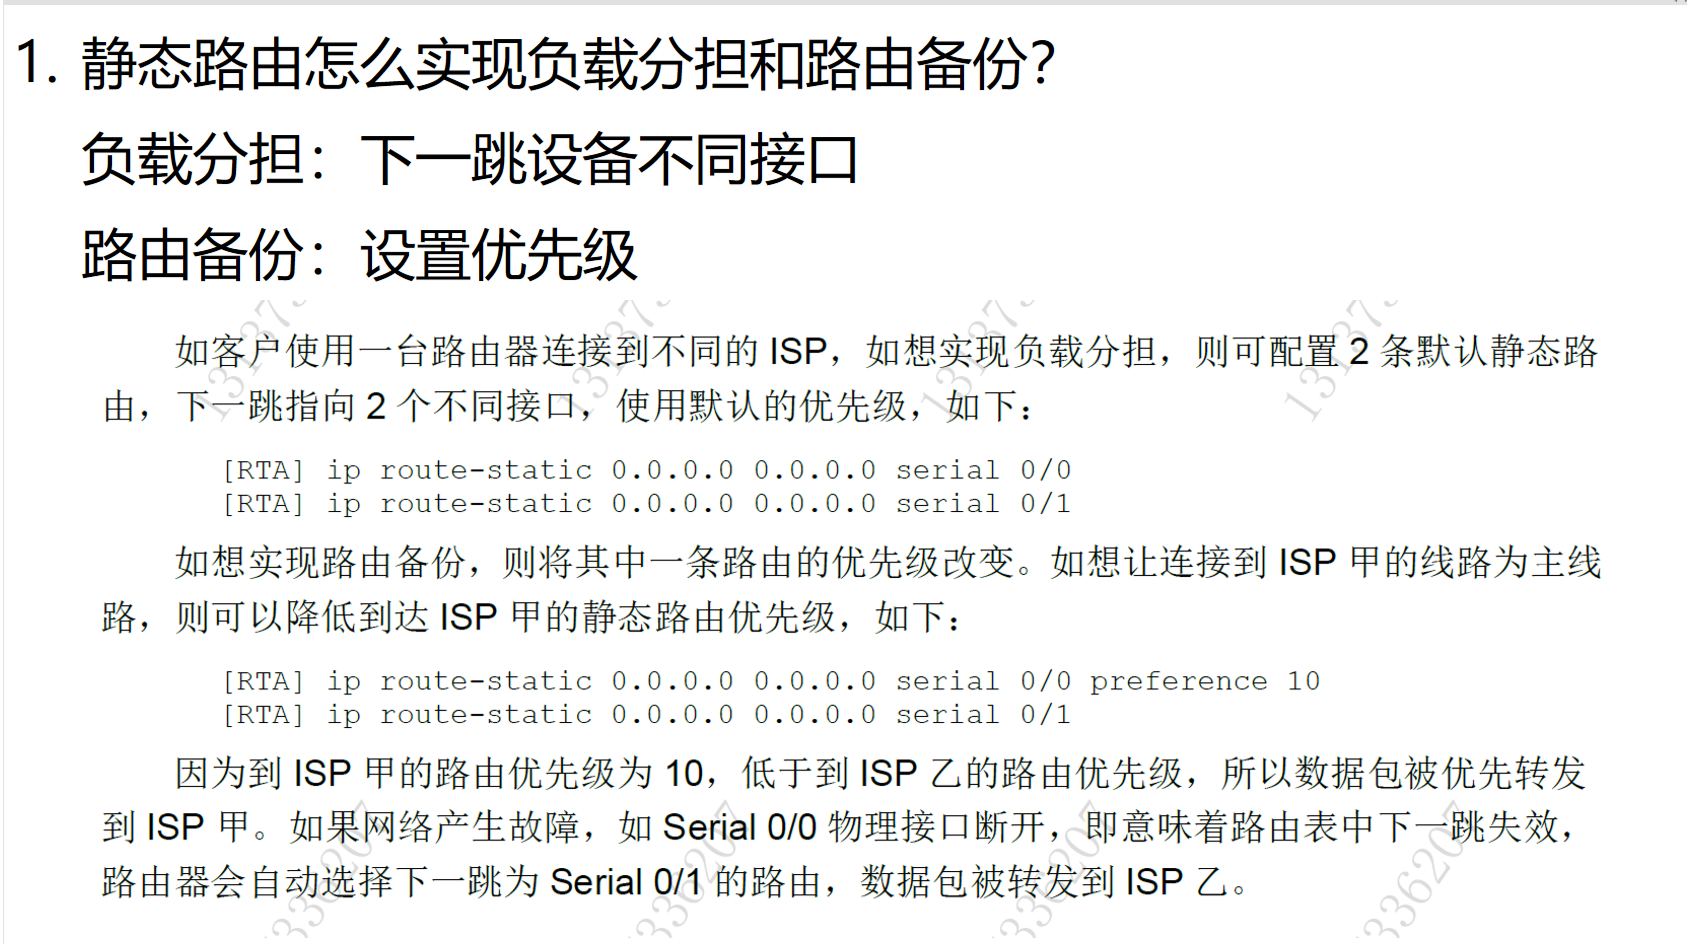 1. 静态路由怎么实现负载分担和路由备份?
负载分担：下一跳设备不同接口
路由备份：设置优先级
如客户使用一台路由器连接到不同的 ISP，如想实现负载分担，则可配置 2 条默认静态路
由，下一跳指向 2 个不同接口，使用默认的优先级，如下：
[RTA] ip route-static 0.0.0.0 0.0.0.0 serial 0/0
[RTA] ip route-static 0.0.0.0 0.0.0.0 serial 0/1
如想实现路由备份，则将其中一条路由的优先级改变。如想让连接到 ISP 甲的线路为主线
路，则可以降低到达 ISP 甲的静态路由优先级，如下：
[RTA] ip route-static 0.0.0.0 0.0.0.0 serial 0/0 preference 10
[RTA] ip route-static 0.0.0.0 0.0.0.0 serial 0/1
因为到 ISP 甲的路由优先级为 10，低于到 ISP 乙的路由优先级，所以数据包被优先转发
到 ISP 甲。如果网络产生故障，如 Serial 0/0 物理接口断开，即意味着路由表中下一跳失效，
路由器会自动选择下一跳为 Serial 0/1 的路由，数据包被转发到 ISP 乙。